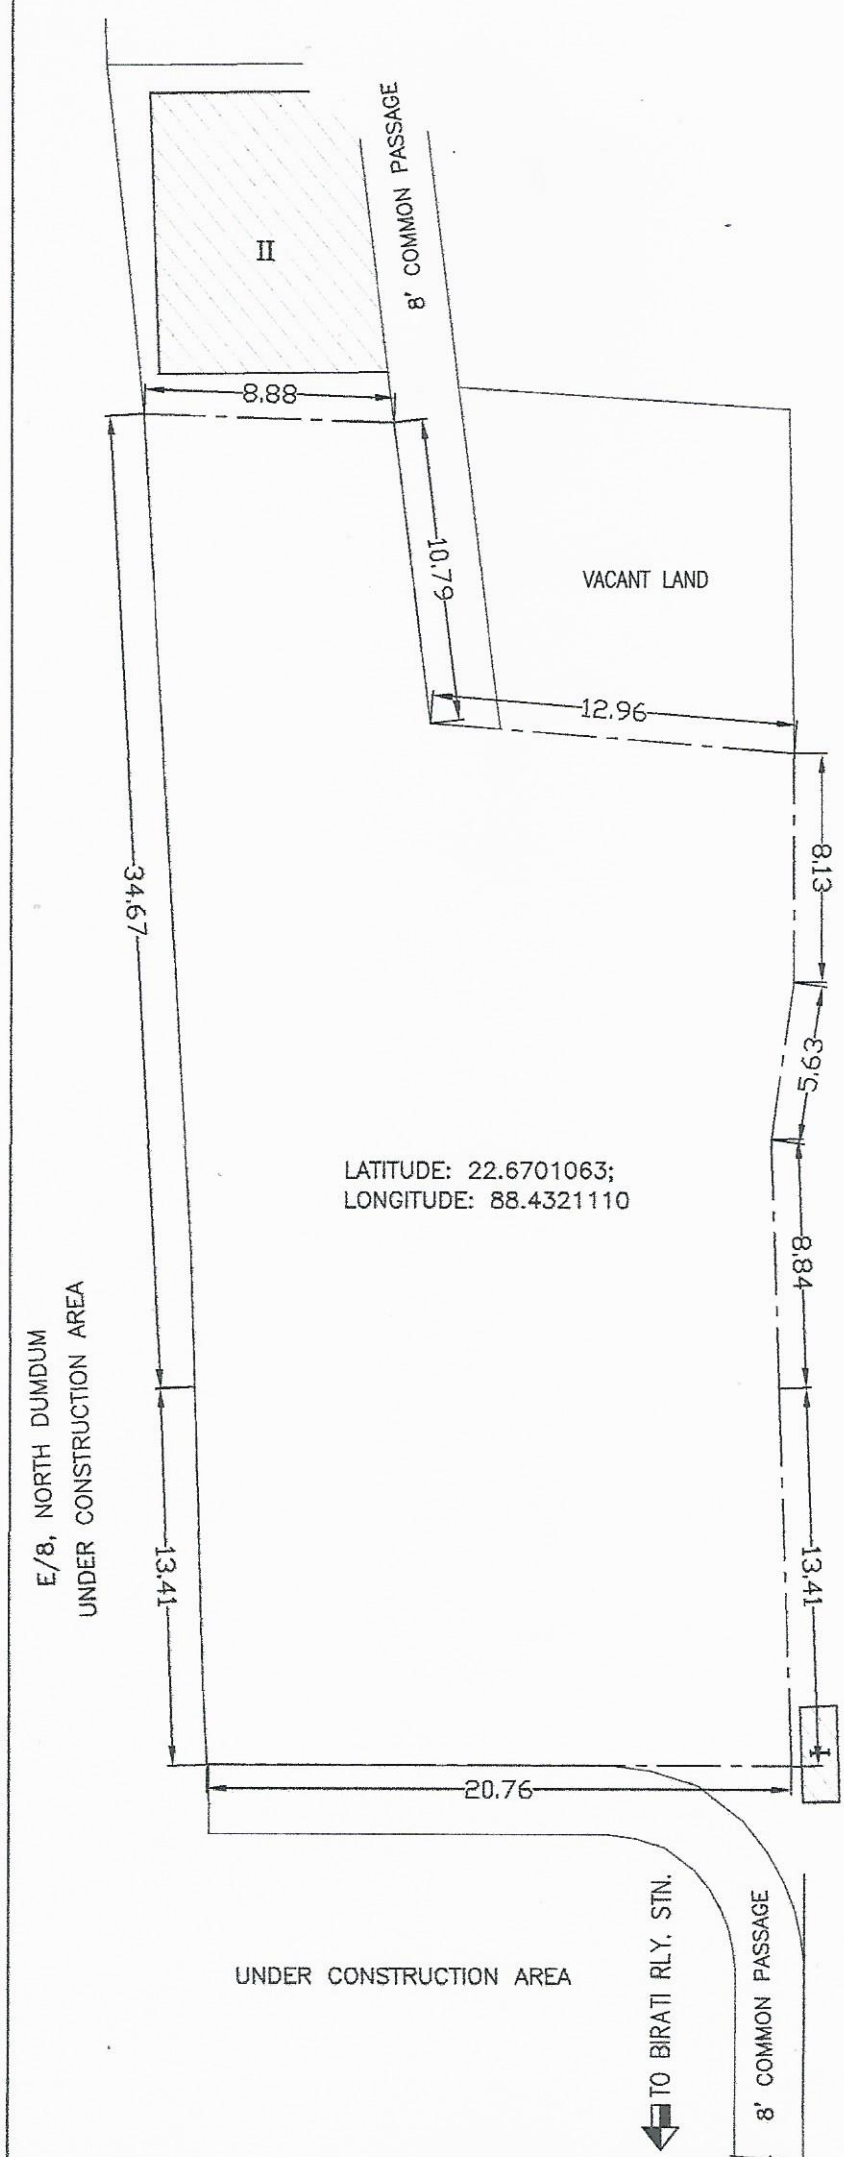 8' COMMON PASSAGE
II
8.88
10.79
VACANT LAND
12.96
8.13
34.67
5.93
LATITUDE: 22.6701063;
LONGITUDE: 88.4321110
8.84
E/8, NORTH DUMDUM
UNDER CONSTRUCTION AREA
13.41
13.41
I
20.76
UNDER CONSTRUCTION AREA
TO BIRATI RLY. STN.
8' COMMON PASSAGE